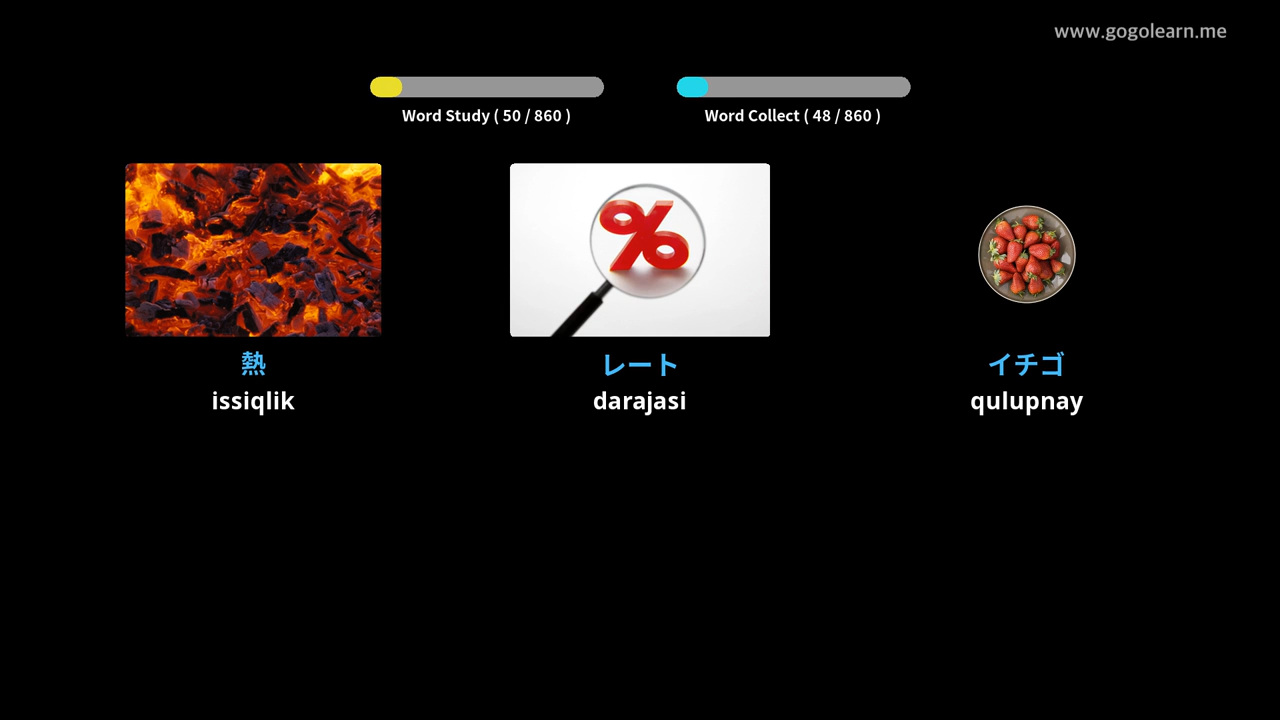 www.gogolearn.me
Word Study ( 50 / 860 )
Word Collect ( 48 / 860 )
%
熱
レート
イチゴ
issiqlik
darajasi
qulupnay